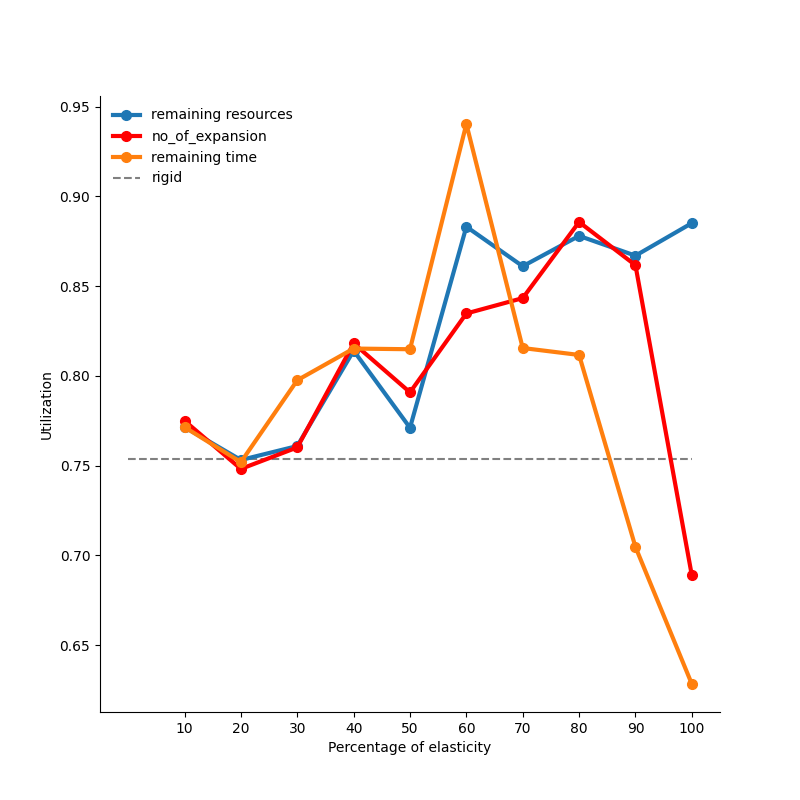 remaining resources
no_of_expansion
remaining time
rigid
0.95
0.90
0.85
0.80
0.75
0.70
0.65
Utilization
10 20 30 40 50 60 70 80 90 100
Percentage of elasticity